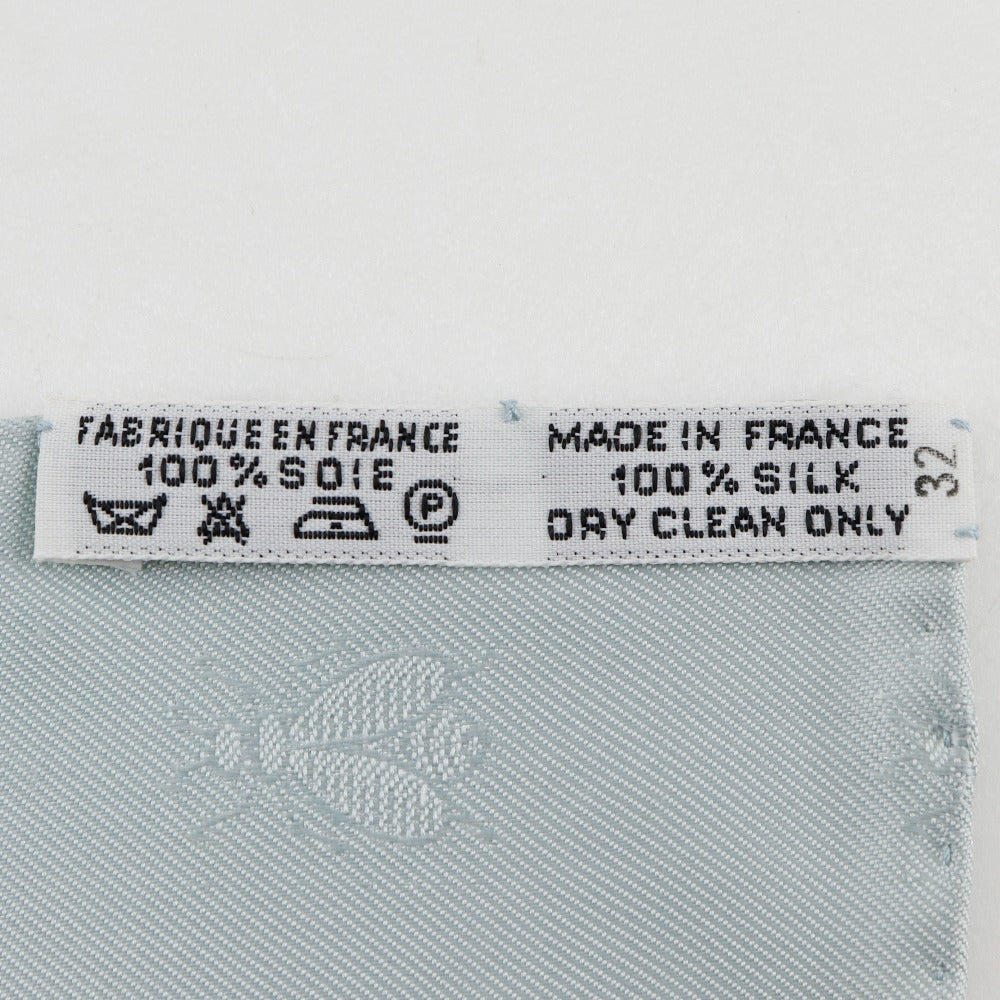 FABRIQUE EN FRANCE
100% SOIE
P
MADE IN FRANCE
100% SILK
DRY CLEAN ONLY
32